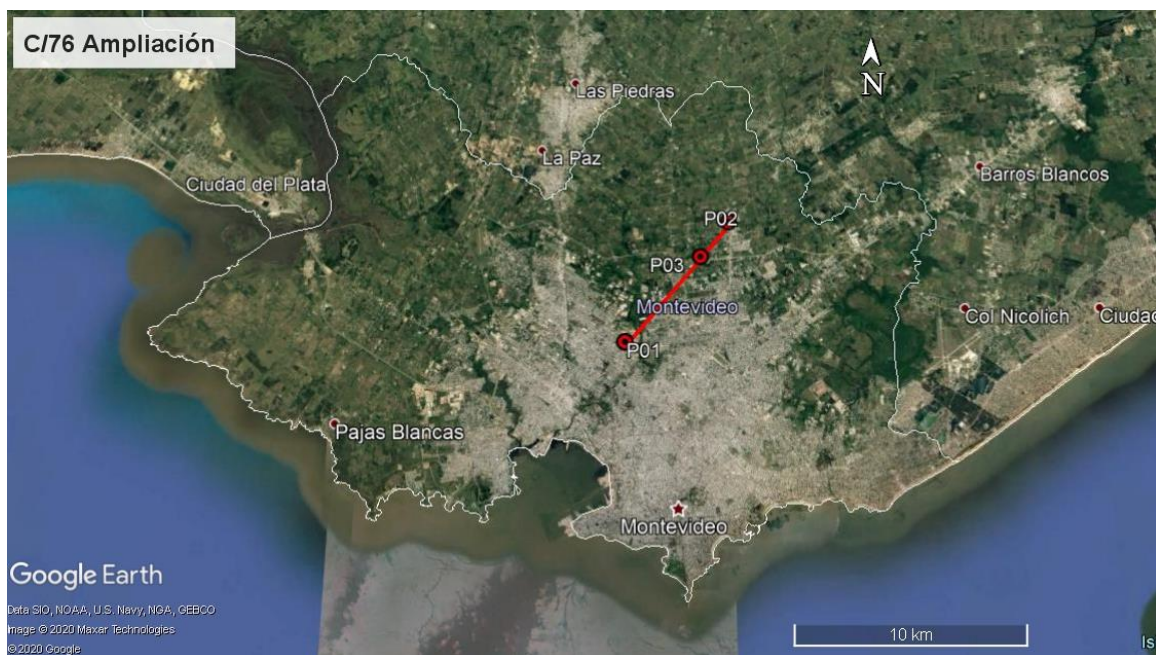 C/76 Ampliación
N
Las Piedras
La Paz
Barros Blancos
Ciudad del Plata
P02
P03
Montevideo
Col Nicolich
Ciudad
P01
Pajas Blancas
Montevideo
Google Earth
Data SIO, NOAA, U.S. Navy, NGA, GEBCO
Image © 2020 Maxar Technologies
© 2020 Google
10 km
Is